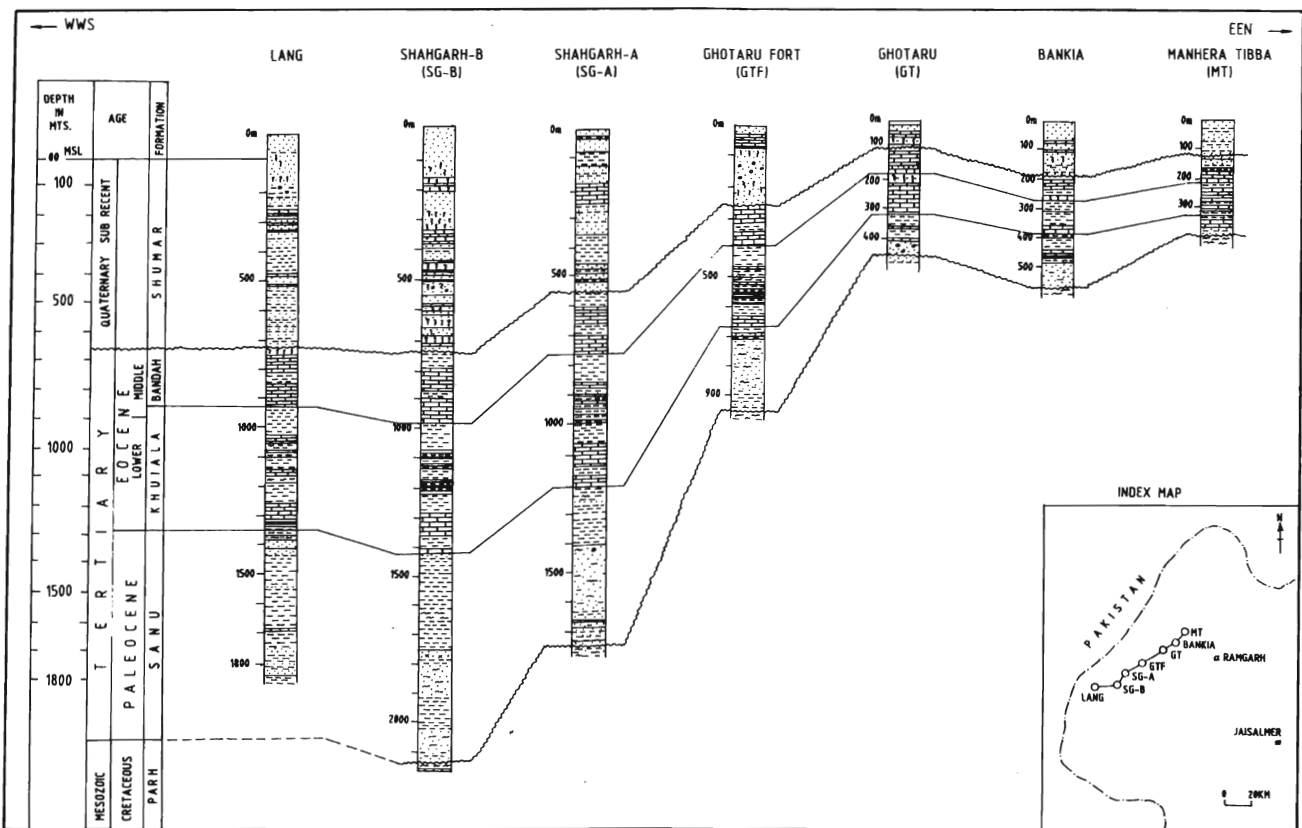 WWS
EEN
LANG
SHAHGARH-B
(SG-B)
SHAHGARH-A
(SG-A)
GHOTARU FORT
(GTF)
GHOTARU
(GT)
BANKIA
MANHERA TIBBA
(MT)
DEPTH
IN
MTS.
AGE
FORMATION
00 MSL
100
500
1000
1500
1800
QUATERNARY SUB RECENT
SHUMAR
TERTIARY
EOCENE
MIDDLE
LOWER
BANDAH
KHUIALA
PALEOCENE
SANU
MESOZOIC
CRETACEOUS
PARH
0m
500
1000
1500
1800
0m
500
1000
1500
2000
0m
500
1000
1500
0m
500
900
0m
100
200
300
400
0m
100
200
300
400
500
0m
100
200
300
INDEX MAP
N
PAKISTAN
MT
BANKIA
GT
GTF
SG-A
SG-B
LANG
RAMGARH
JAISALMER
0 20KM